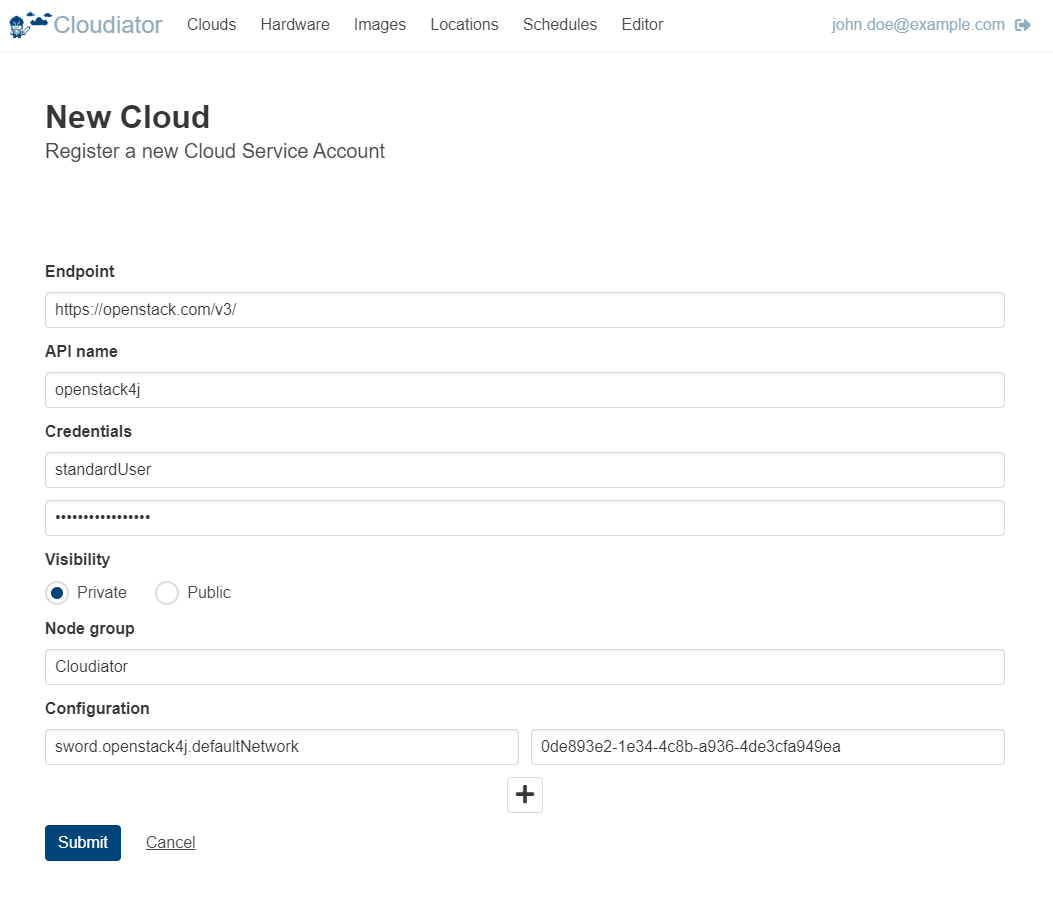 Cloudiator Clouds Hardware Images Locations Schedules Editor john.doe@example.com
New Cloud
Register a new Cloud Service Account
Endpoint
https://openstack.com/v3/
API name
openstack4j
Credentials
standardUser
•••••••••••••••••
Visibility
Private Public
Node group
Cloudiator
Configuration
sword.openstack4j.defaultNetwork 0de893e2-1e34-4c8b-a936-4de3cfa949ea
Submit Cancel